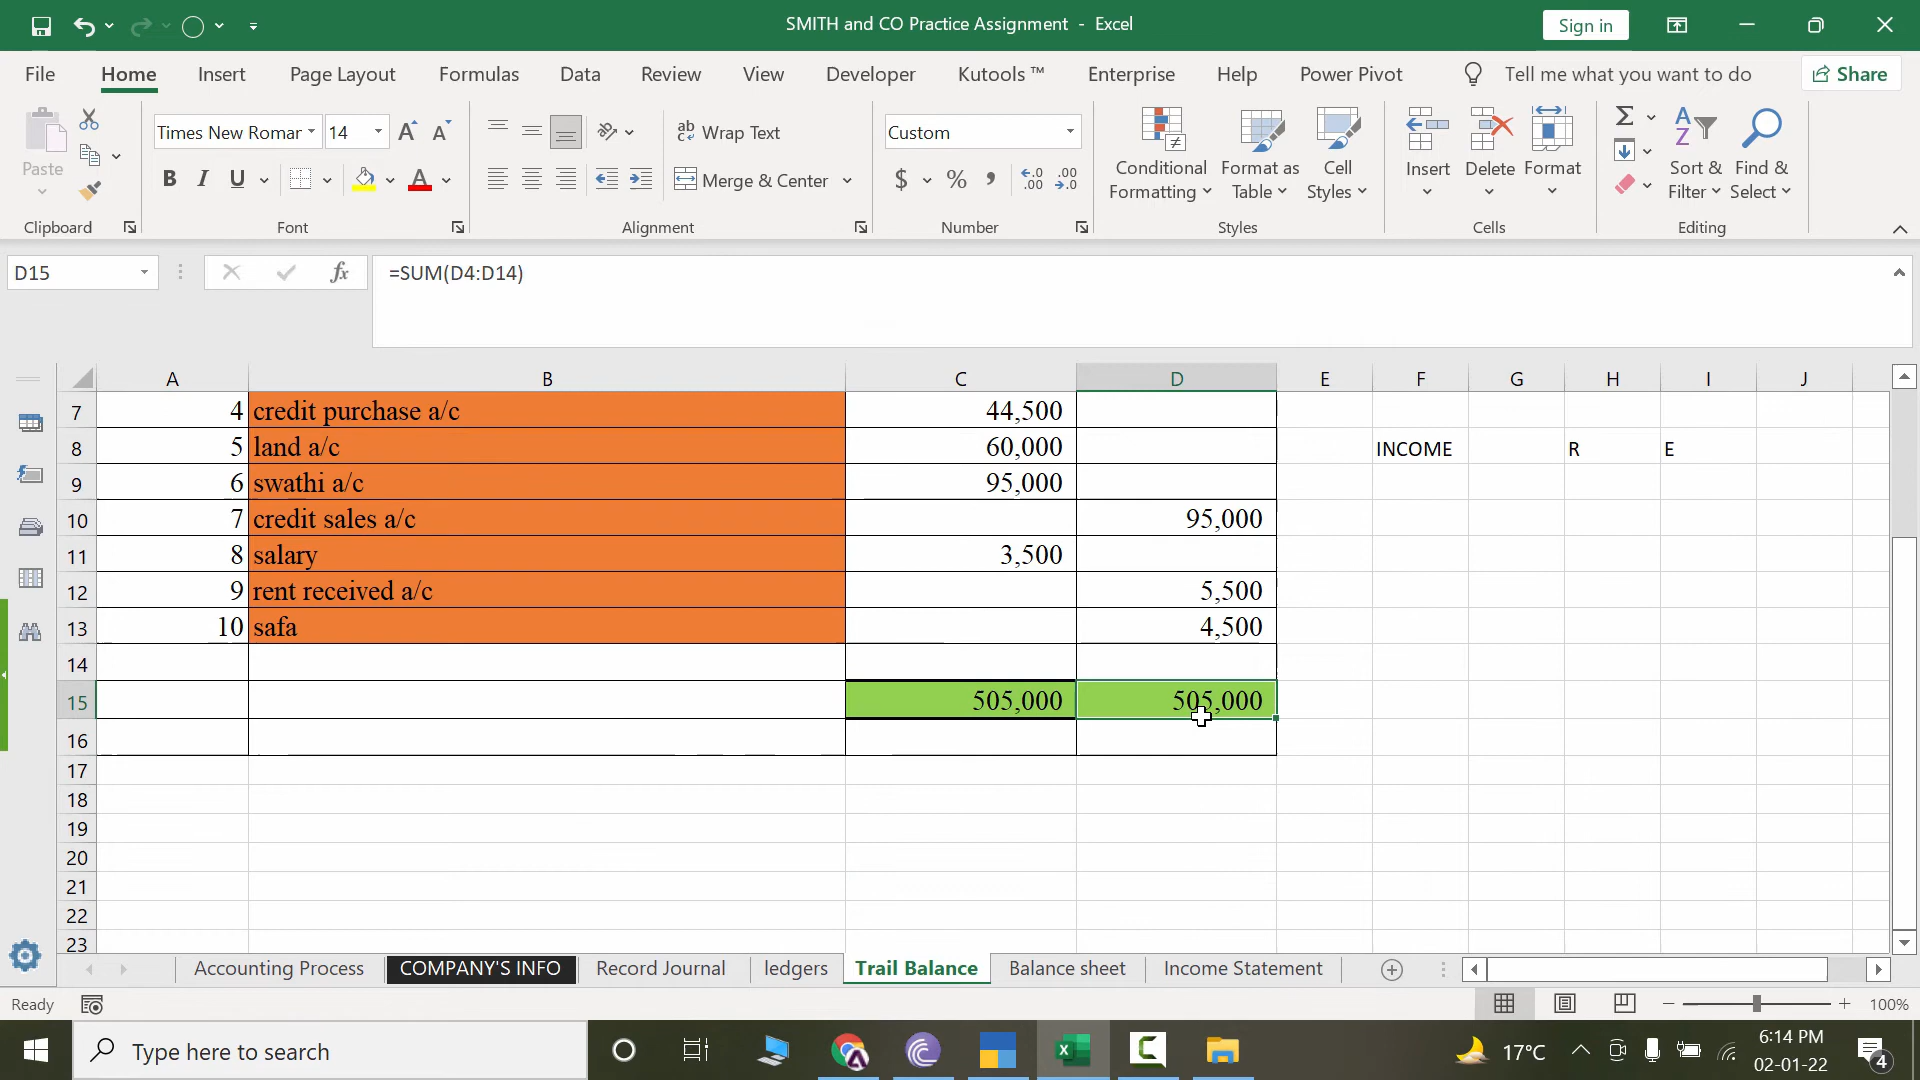 SMITH and CO Practice Assignment - Excel
Sign in
File Home Insert Page Layout Formulas Data Review View Developer Kutools ™ Enterprise Help Power Pivot Tell me what you want to do Share
Paste
Times New Roman 14
Wrap Text
Merge & Center
Custom
Conditional Formatting
Format as Table
Cell Styles
Insert
Delete
Format
Sort & Filter
Find & Select
Clipboard Font Alignment Number Styles Cells Editing
D15 fx =SUM(D4:D14)
A B C D E F G H I J
7 4 credit purchase a/c 44,500
8 5 land a/c 60,000 INCOME R E
9 6 swathi a/c 95,000
10 7 credit sales a/c 95,000
11 8 salary 3,500
12 9 rent received a/c 5,500
13 10 safa 4,500
14
15 505,000 505,000
16
17
18
19
20
21
22
23
Accounting Process COMPANY'S INFO Record Journal ledgers Trail Balance Balance sheet Income Statement
Ready 100%
Type here to search 17°C 6:14 PM
02-01-22 4